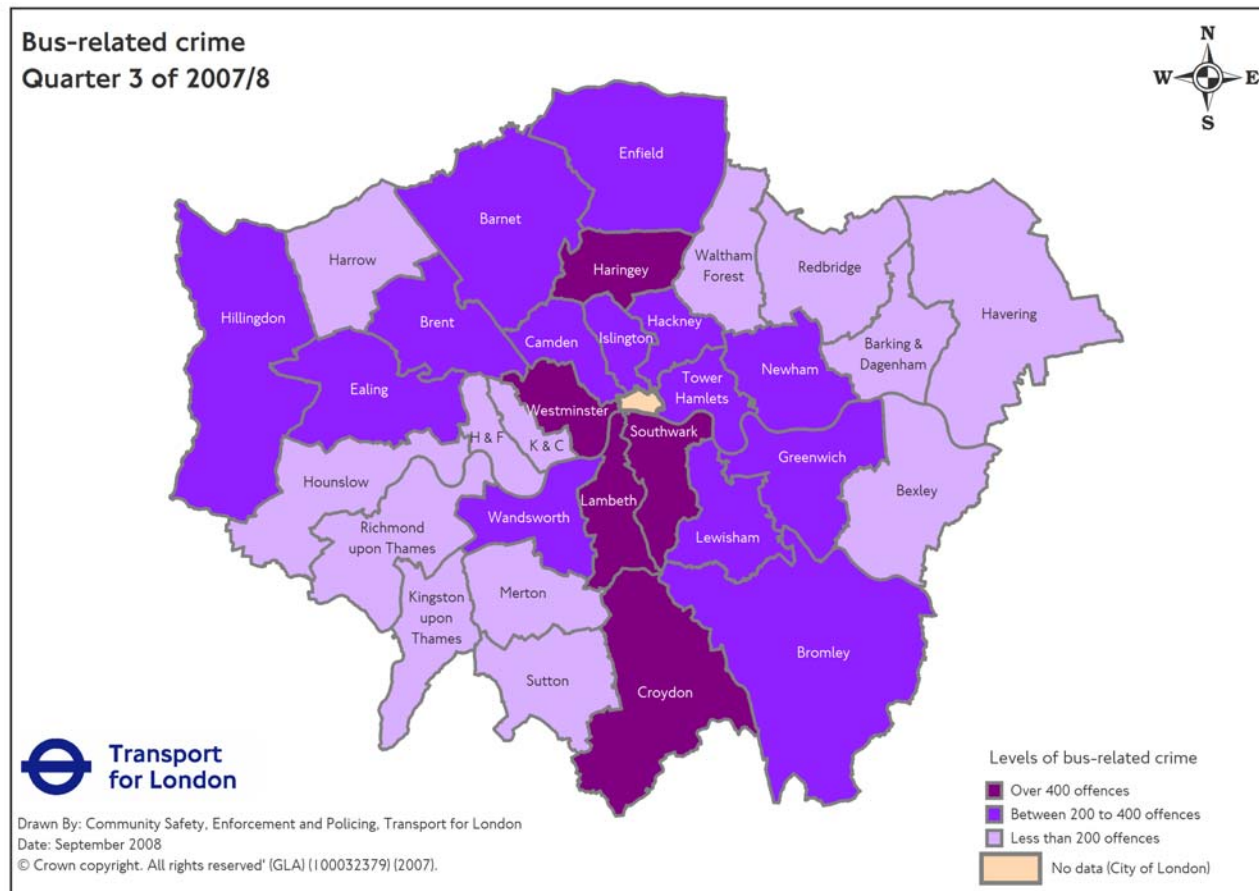 Bus-related crime
Quarter 3 of 2007/8
N
W
E
S
Enfield
Barnet
Harrow
Haringey
Waltham
Forest
Redbridge
Havering
Hillingdon
Brent
Camden
Islington
Hackney
Barking &
Dagenham
Ealing
Tower
Hamlets
Newham
Westminster
Southwark
H & F
K & C
Greenwich
Hounslow
Bexley
Lambeth
Wandsworth
Richmond
upon Thames
Lewisham
Kingston
upon
Thames
Merton
Bromley
Sutton
Croydon
Transport
for London
Levels of bus-related crime
Over 400 offences
Between 200 to 400 offences
Less than 200 offences
No data (City of London)
Drawn By: Community Safety, Enforcement and Policing, Transport for London
Date: September 2008
© Crown copyright. All rights reserved' (GLA) (100032379) (2007).